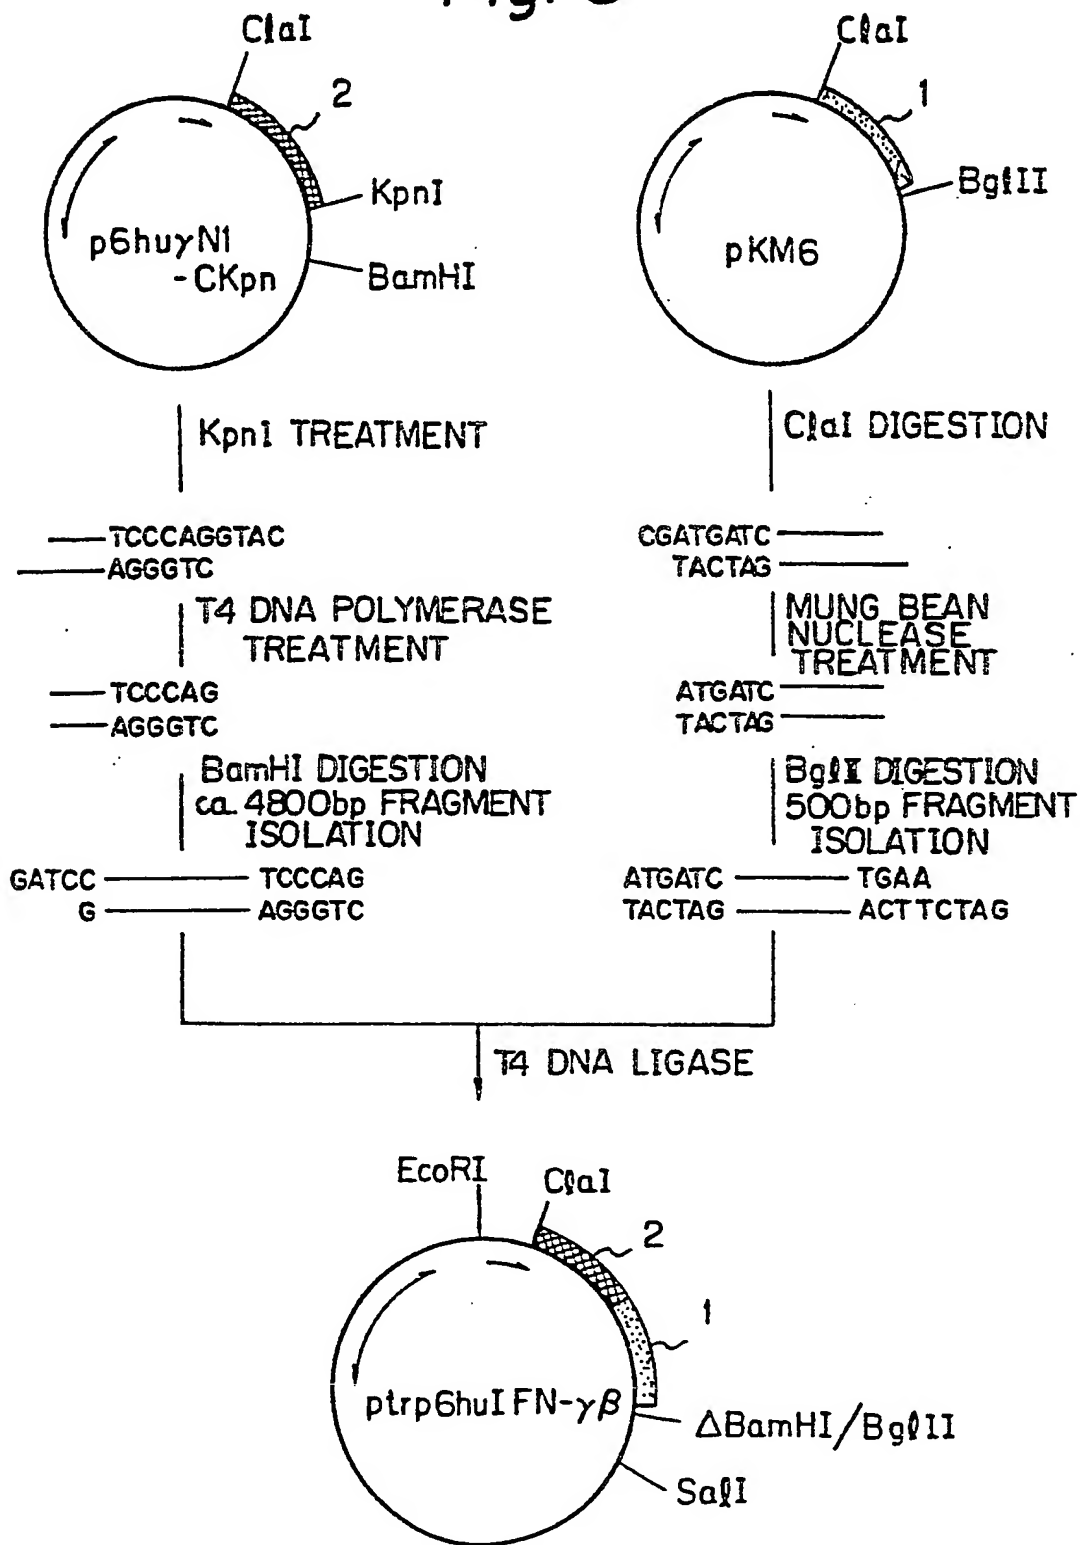 ClaI
2
KpnI
BamHI
p6huγN1
-CKpn
ClaI
1
BglII
pKM6
KpnI TREATMENT
TCCCAGGTAC
AGGGTC
T4 DNA POLYMERASE
TREATMENT
TCCCAG
AGGGTC
BamHI DIGESTION
ca. 4800bp FRAGMENT
ISOLATION
GATCC TCCCAG
G AGGGTC
ClaI DIGESTION
CGATGATC
TACTAG
MUNG BEAN
NUCLEASE
TREATMENT
ATGATC
TACTAG
BglII DIGESTION
500bp FRAGMENT
ISOLATION
ATGATC TGAA
TACTAG ACTTCTAG
T4 DNA LIGASE
EcoRI
ClaI
2
1
ptrp6huIFN-γβ
ΔBamHI/BglII
SalI